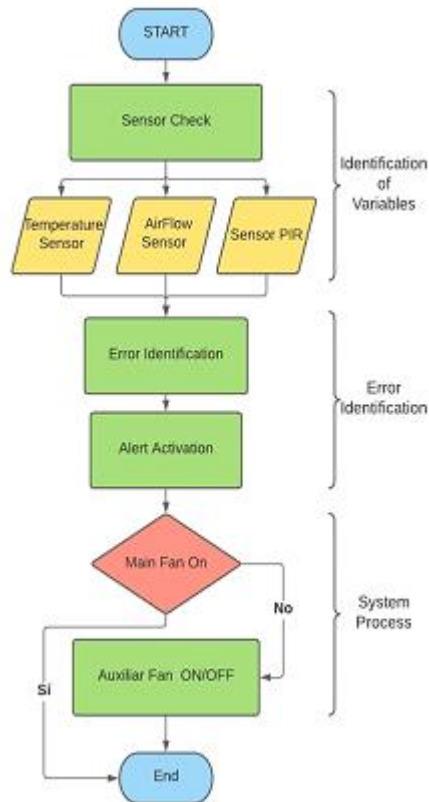 START
Sensor Check
Identification
of
Variables
Temperature
Sensor
AirFlow
Sensor
Sensor PIR
Error Identification
Error
Identification
Alert Activation
Main Fan On
No
System
Process
Auxiliar Fan ON/OFF
Si
End